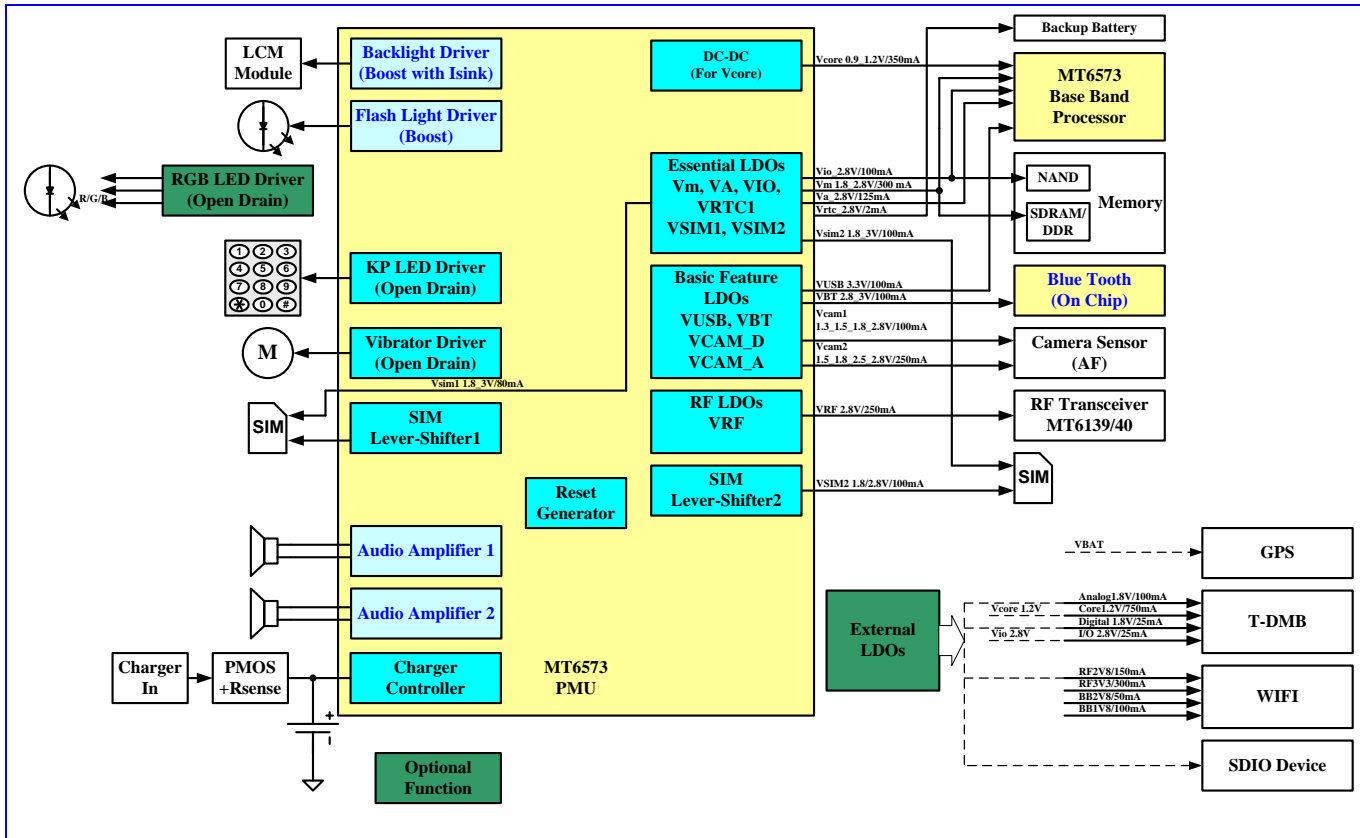 LCM
Module
Backlight Driver
(Boost with Isink)
Flash Light Driver
(Boost)
R/G/B
RGB LED Driver
(Open Drain)
1 2 3
4 5 6
7 8 9
* 0 #
KP LED Driver
(Open Drain)
M
Vibrator Driver
(Open Drain)
Vsim1 1.8_3V/80mA
SIM
SIM
Lever-Shifter1
Reset
Generator
Audio Amplifier 1
Audio Amplifier 2
Charger
In
PMOS
+Rsense
Charger
Controller
MT6573
PMU
+
Optional
Function
DC-DC
(For Vcore)
Essential LDOs
Vm, VA, VIO,
VRTC1
VSIM1, VSIM2
Basic Feature
LDOs
VUSB, VBT
VCAM_D
VCAM_A
RF LDOs
VRF
SIM
Lever-Shifter2
Vcore 0.9_1.2V/350mA
Vio_2.8V/100mA
Vm 1.8_2.8V/300 mA
Va_2.8V/125mA
Vrtc_2.8V/2mA
Vsim2 1.8_3V/100mA
VUSB 3.3V/100mA
VBT 2.8_3V/100mA
Vcam1
1.3_1.5_1.8_2.8V/100mA
Vcam2
1.5_1.8_2.5_2.8V/250mA
VRF 2.8V/250mA
VSIM2 1.8/2.8V/100mA
Backup Battery
MT6573
Base Band
Processor
NAND
SDRAM/
DDR
Memory
Blue Tooth
(On Chip)
Camera Sensor
(AF)
RF Transceiver
MT6139/40
SIM
External
LDOs
VBAT
GPS
Analog1.8V/100mA
Vcore 1.2V
Core1.2V/750mA
Digital 1.8V/25mA
Vio 2.8V
I/O 2.8V/25mA
T-DMB
RF2V8/150mA
RF3V3/300mA
BB2V8/50mA
BB1V8/100mA
WIFI
SDIO Device